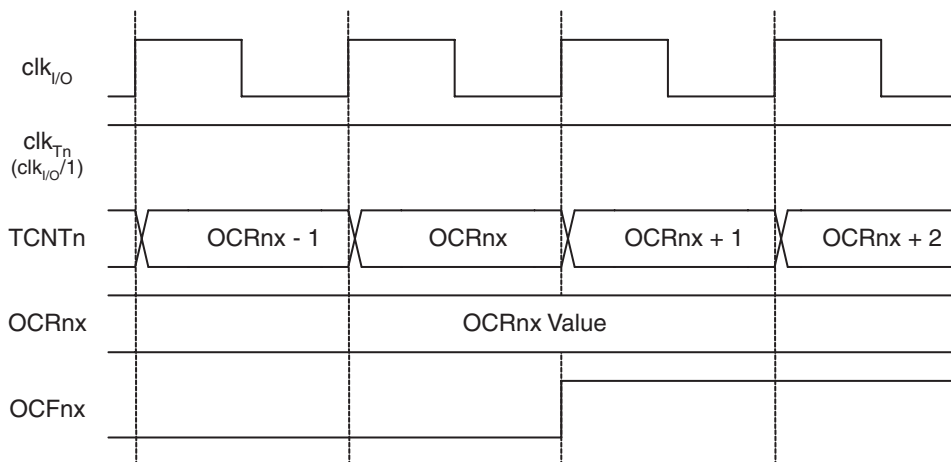 clkI/O
clkTn
(clkI/O/1)
TCNTn
OCRnx - 1
OCRnx
OCRnx + 1
OCRnx + 2
OCRnx
OCRnx Value
OCFnx